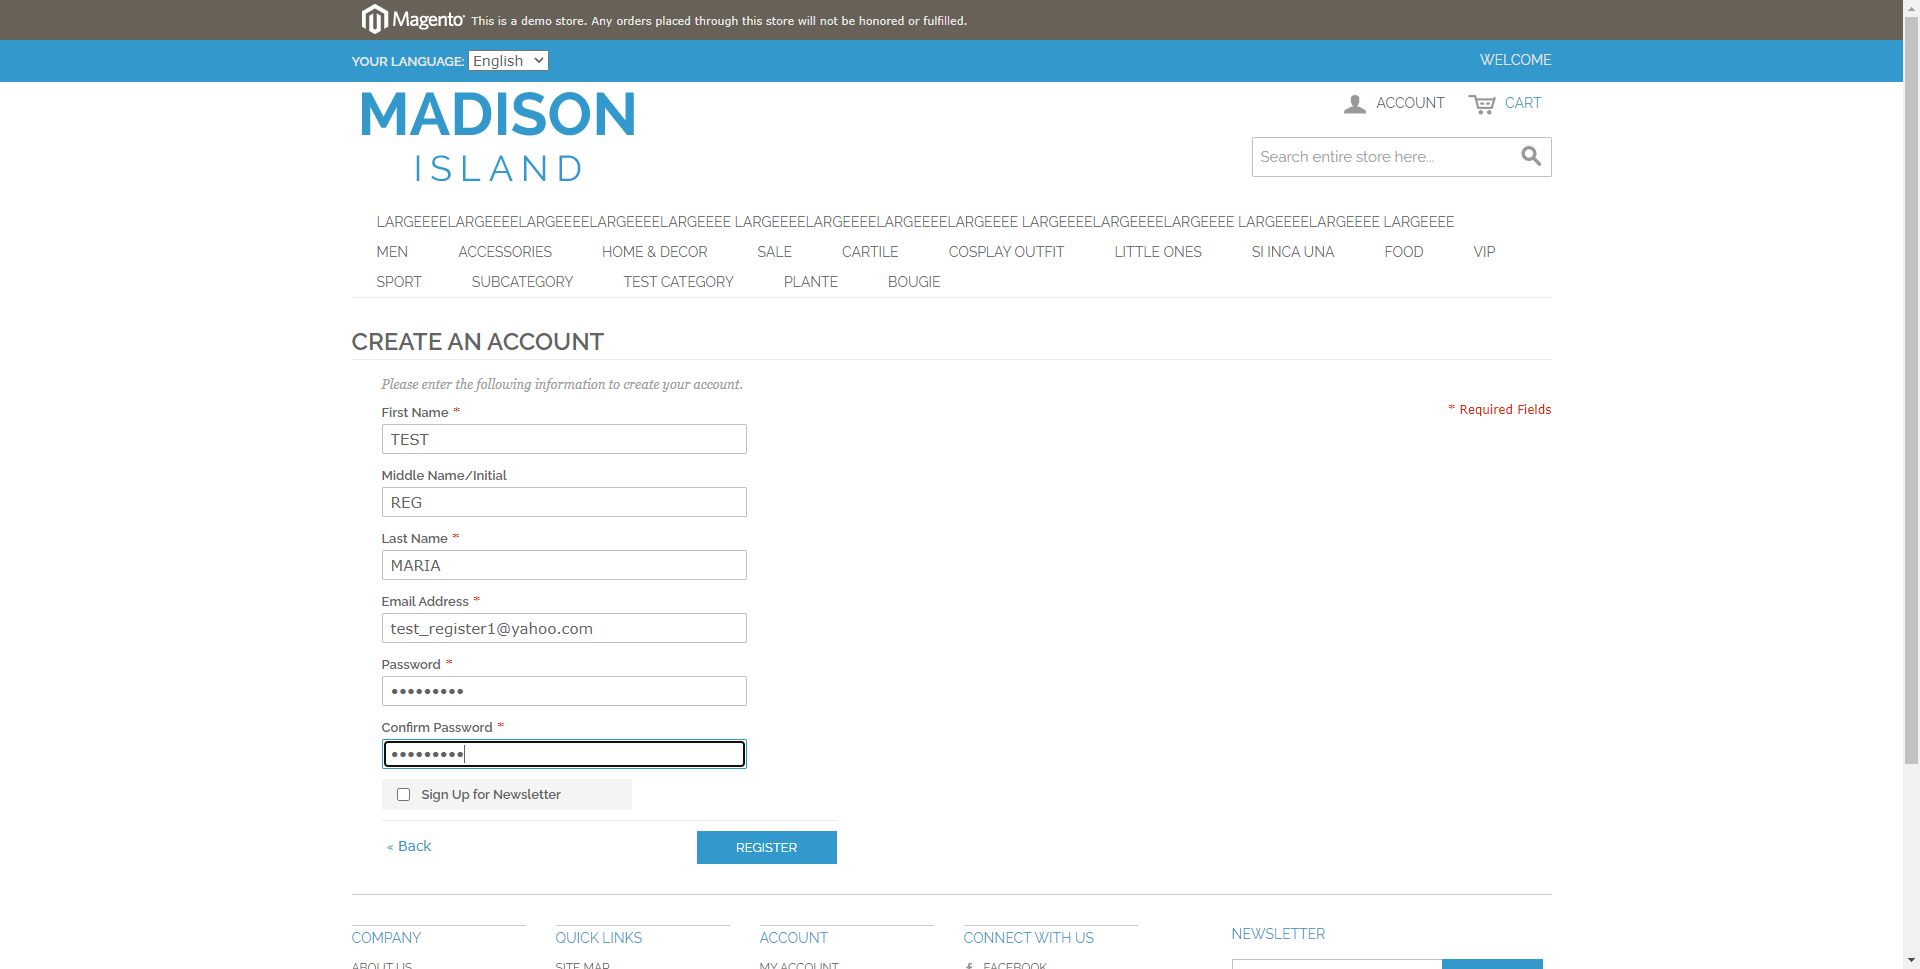 Magento This is a demo store. Any orders placed through this store will not be honored or fulfilled.
YOUR LANGUAGE: English
WELCOME
MADISON
ISLAND
ACCOUNT CART
Search entire store here...
LARGEEEELARGEEEELARGEEEELARGEEEELARGEEEE LARGEEEELARGEEEELARGEEEELARGEEEE LARGEEEELARGEEEELARGEEEE LARGEEEELARGEEEE LARGEEEE
MEN ACCESSORIES HOME & DECOR SALE CARTILE COSPLAY OUTFIT LITTLE ONES SI INCA UNA FOOD VIP
SPORT SUBCATEGORY TEST CATEGORY PLANTE BOUGIE
CREATE AN ACCOUNT
Please enter the following information to create your account.
* Required Fields
First Name *
TEST
Middle Name/Initial
REG
Last Name *
MARIA
Email Address *
test_register1@yahoo.com
Password *
•••••••••
Confirm Password *
•••••••••
Sign Up for Newsletter
« Back
REGISTER
COMPANY QUICK LINKS ACCOUNT CONNECT WITH US NEWSLETTER
ABOUT US SITE MAP MY ACCOUNT FACEBOOK